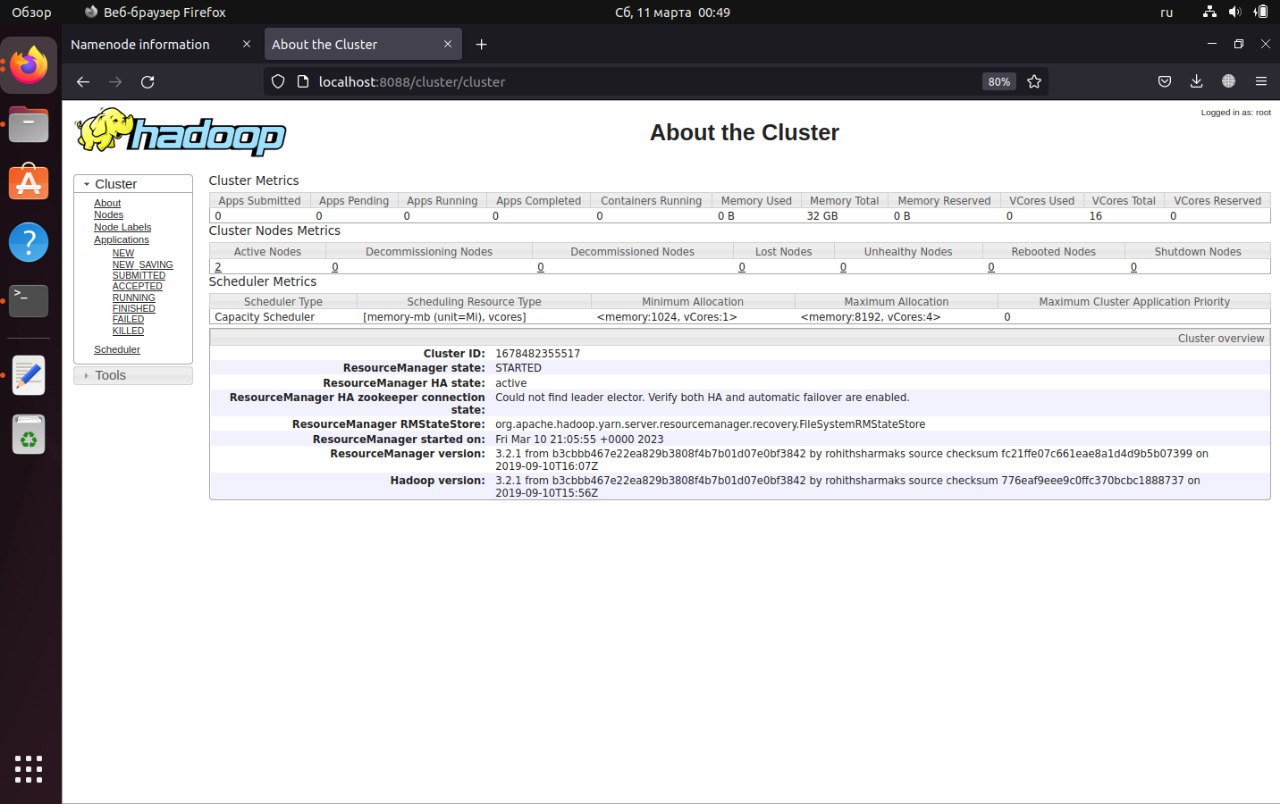 Обзор Веб-браузер Firefox Сб, 11 марта 00:49 ru
Namenode information About the Cluster
localhost:8088/cluster/cluster 80%
Logged in as: root
hadoop About the Cluster
Cluster
About
Nodes
Node Labels
Applications
NEW
NEW_SAVING
SUBMITTED
ACCEPTED
RUNNING
FINISHED
FAILED
KILLED
Scheduler
Tools
Cluster Metrics
Apps Submitted Apps Pending Apps Running Apps Completed Containers Running Memory Used Memory Total Memory Reserved VCores Used VCores Total VCores Reserved
0 0 0 0 0 0 B 32 GB 0 B 0 16 0
Cluster Nodes Metrics
Active Nodes Decommissioning Nodes Decommissioned Nodes Lost Nodes Unhealthy Nodes Rebooted Nodes Shutdown Nodes
2 0 0 0 0 0 0
Scheduler Metrics
Scheduler Type Scheduling Resource Type Minimum Allocation Maximum Allocation Maximum Cluster Application Priority
Capacity Scheduler [memory-mb (unit=Mi), vcores] <memory:1024, vCores:1> <memory:8192, vCores:4> 0
Cluster overview
Cluster ID: 1678482355517
ResourceManager state: STARTED
ResourceManager HA state: active
ResourceManager HA zookeeper connection Could not find leader elector. Verify both HA and automatic failover are enabled.
state:
ResourceManager RMStateStore: org.apache.hadoop.yarn.server.resourcemanager.recovery.FileSystemRMStateStore
ResourceManager started on: Fri Mar 10 21:05:55 +0000 2023
ResourceManager version: 3.2.1 from b3cbbb467e22ea829b3808f4b7b01d07e0bf3842 by rohithsharmaks source checksum fc21ffe07c661eae8a1d4d9b5b07399 on
2019-09-10T16:07Z
Hadoop version: 3.2.1 from b3cbbb467e22ea829b3808f4b7b01d07e0bf3842 by rohithsharmaks source checksum 776eaf9eee9c0ffc370bcbc1888737 on
2019-09-10T15:56Z